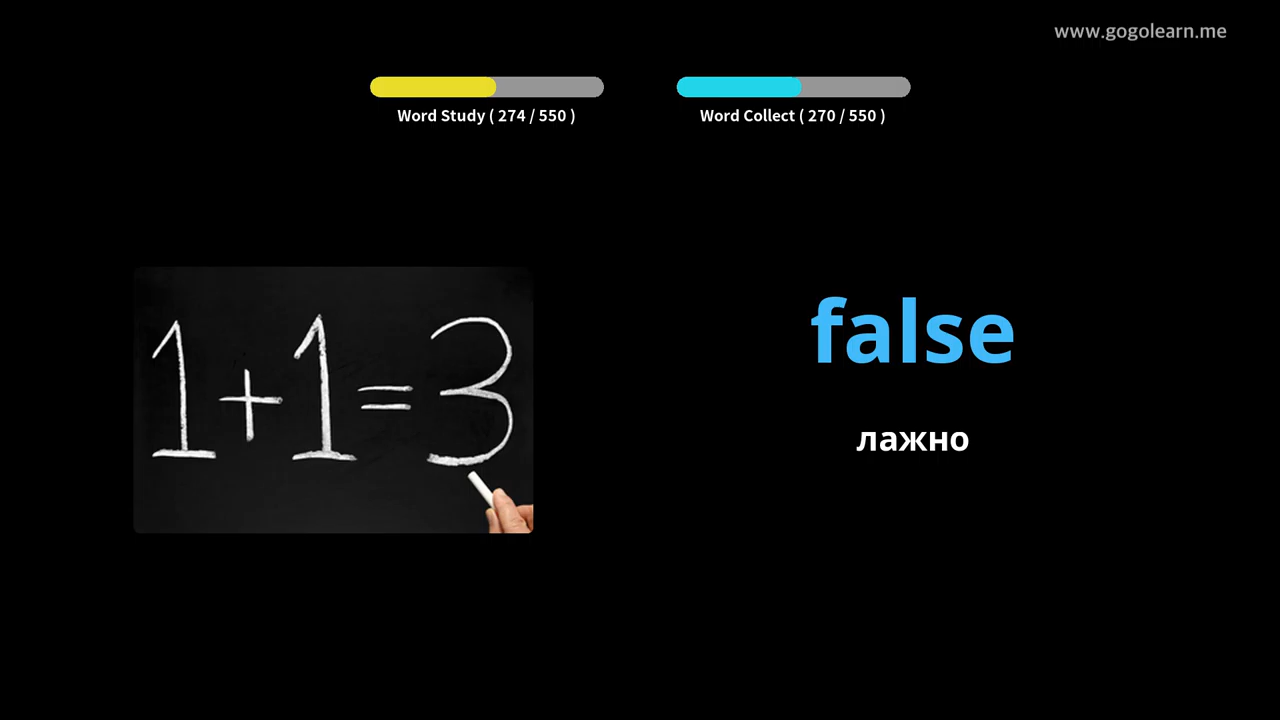 www.gogolearn.me
Word Study ( 274 / 550 )
Word Collect ( 270 / 550 )
1+1=3
false
лажно